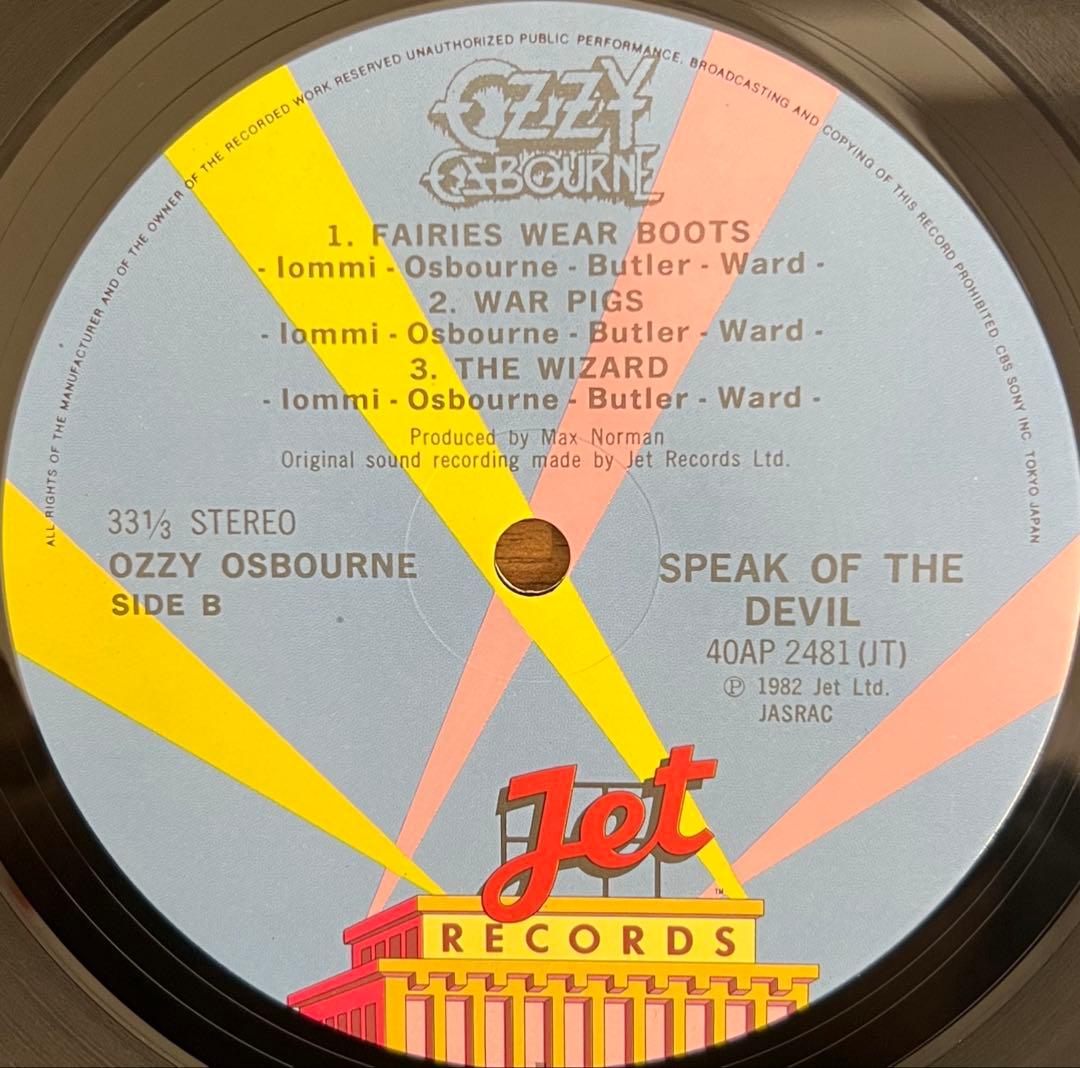 ALL RIGHTS OF THE MANUFACTURER AND OF THE OWNER OF THE RECORDED WORK RESERVED UNAUTHORIZED PUBLIC PERFORMANCE, BROADCASTING AND COPYING OF THIS RECORD PROHIBITED CBS SONY INC. TOKYO JAPAN
OZZY
OSBOURNE
1. FAIRIES WEAR BOOTS
- Iommi - Osbourne - Butler - Ward -
2. WAR PIGS
- Iommi - Osbourne - Butler - Ward -
3. THE WIZARD
- Iommi - Osbourne - Butler - Ward -
Produced by Max Norman
Original sound recording made by Jet Records Ltd.
33⅓ STEREO
OZZY OSBOURNE
SIDE B
SPEAK OF THE
DEVIL
40AP 2481 (JT)
℗ 1982 Jet Ltd.
JASRAC
Jet
TM
RECORDS